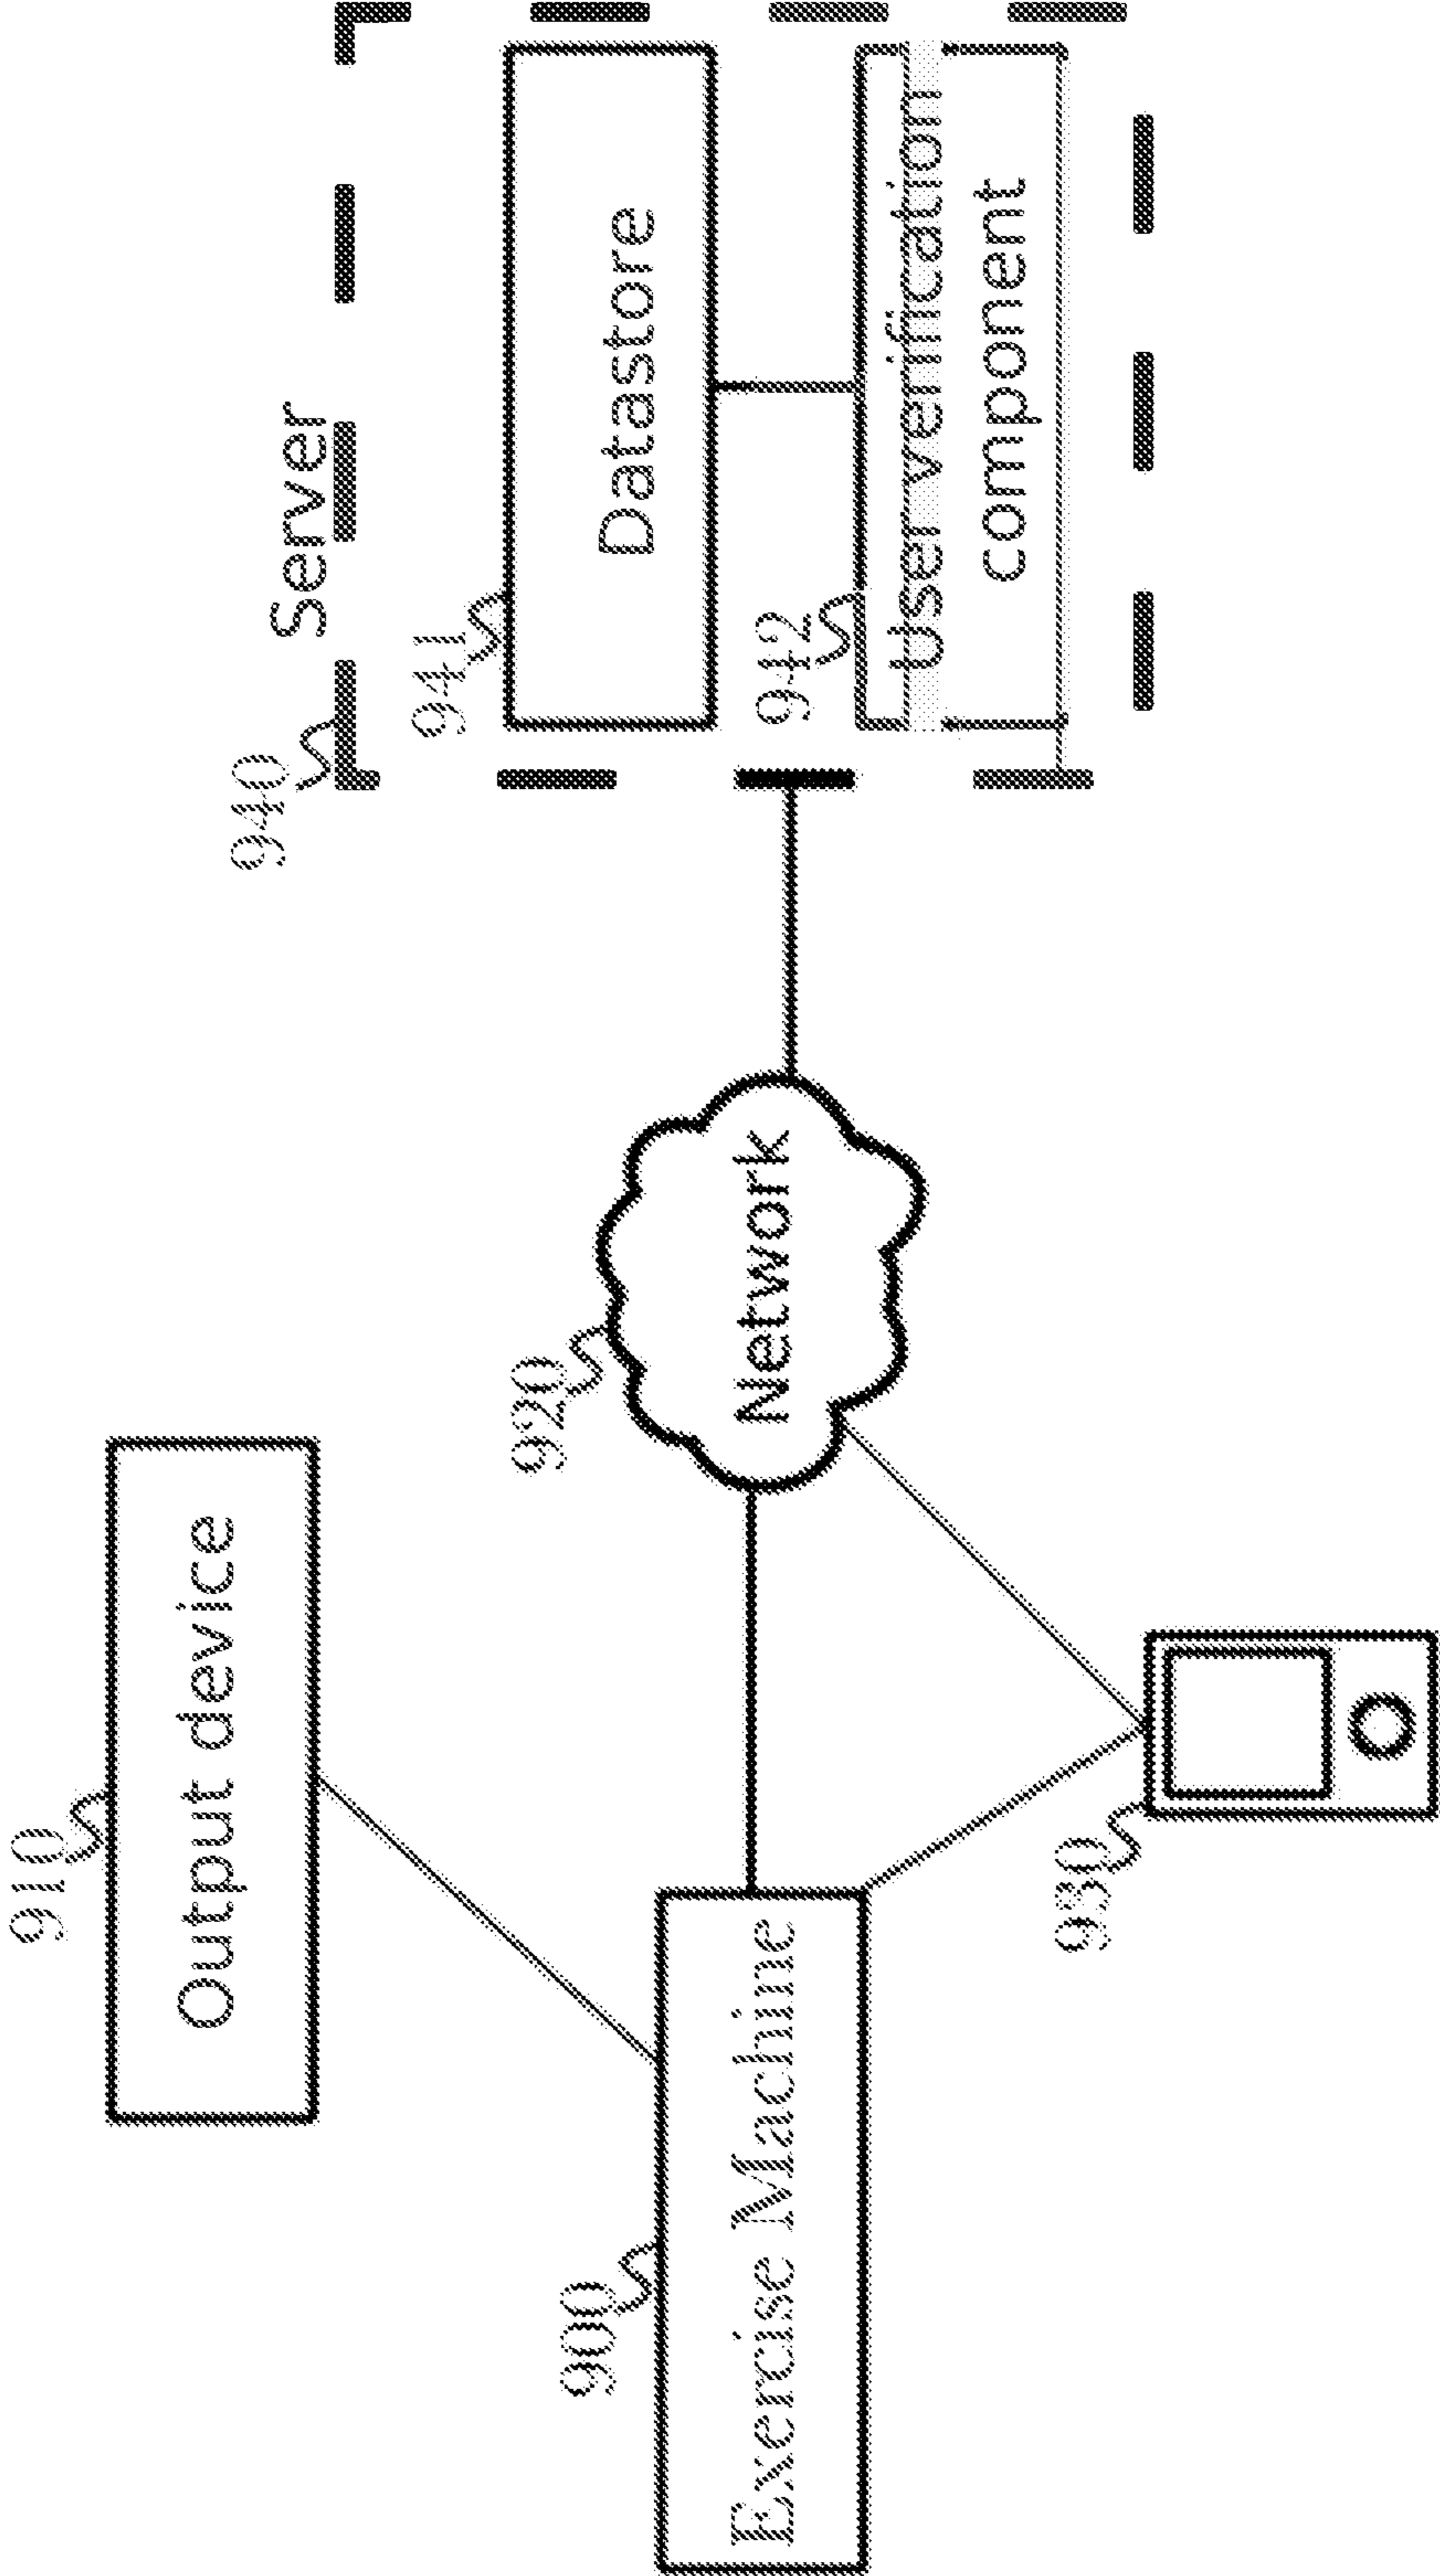 910
Output device
940
Server
941
Datastore
920
Network
942
User verification
component
900
Exercise Machine
930